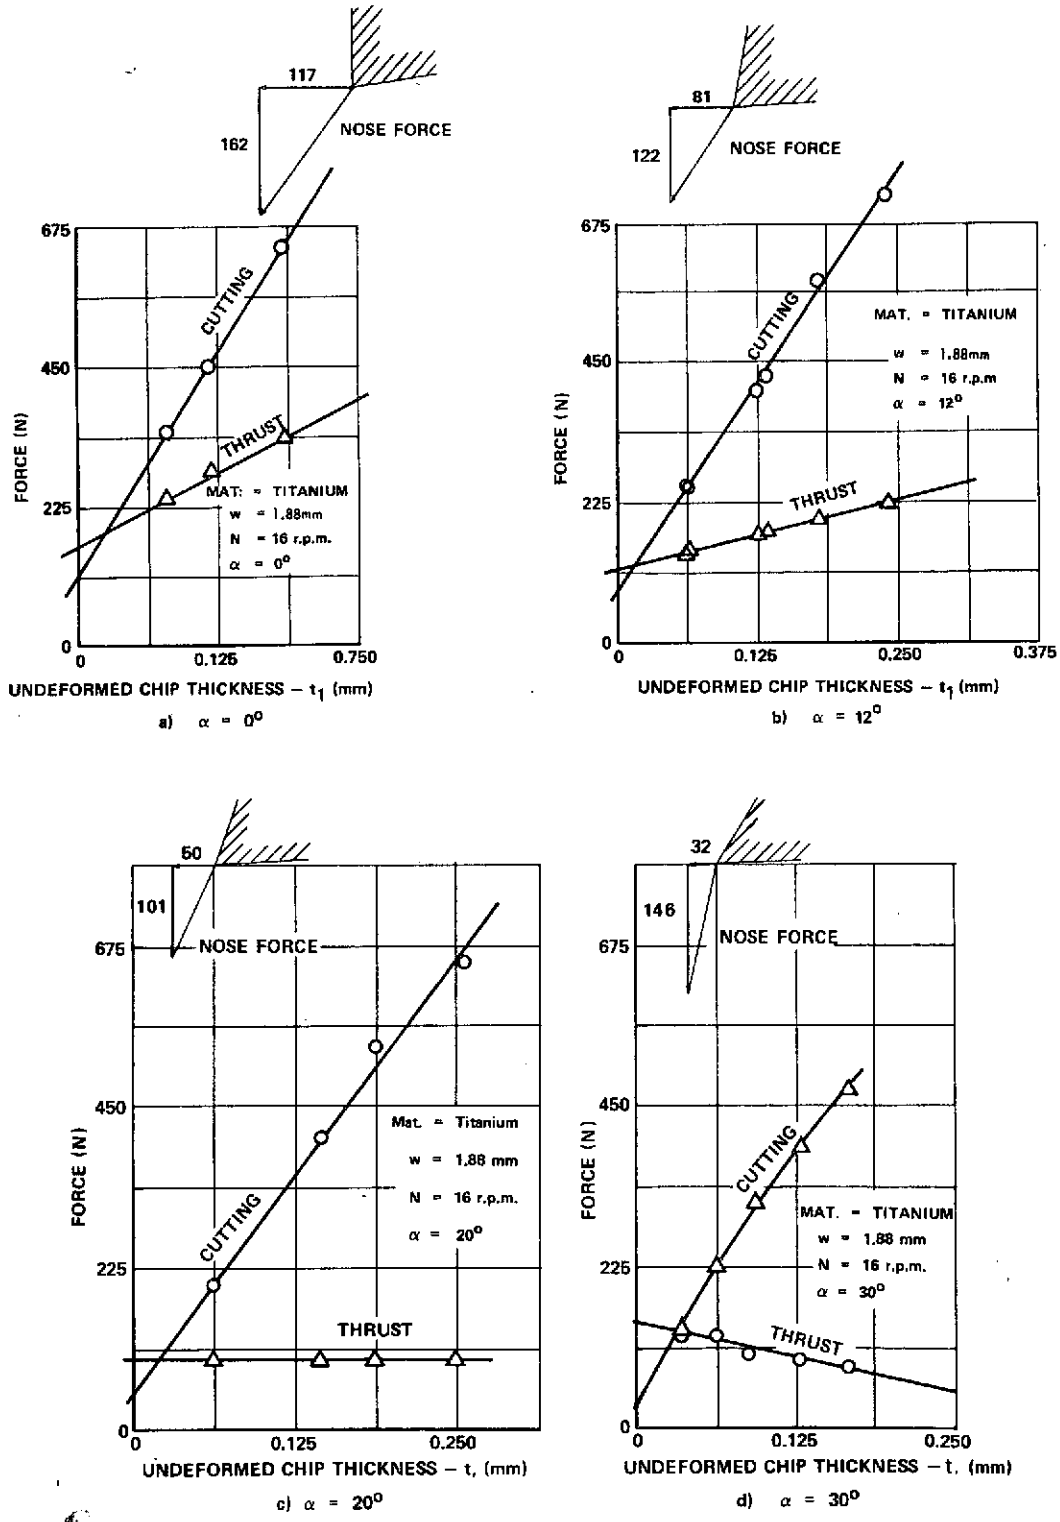 117
162
NOSE FORCE
675
450
225
0
FORCE (N)
CUTTING
THRUST
MAT: = TITANIUM
w = 1.88mm
N = 16 r.p.m.
α = 0°
0 0.125 0.750
UNDEFORMED CHIP THICKNESS – t1 (mm)
a) α = 0°
81
122
NOSE FORCE
675
450
225
0
FORCE (N)
CUTTING
THRUST
MAT. = TITANIUM
w = 1.88mm
N = 16 r.p.m
α = 12°
0 0.125 0.250 0.375
UNDEFORMED CHIP THICKNESS – t1 (mm)
b) α = 12°
50
101
NOSE FORCE
675
450
225
0
FORCE (N)
CUTTING
THRUST
Mat. = Titanium
w = 1.88 mm
N = 16 r.p.m.
α = 20°
0 0.125 0.250
UNDEFORMED CHIP THICKNESS – t, (mm)
c) α = 20°
32
146
NOSE FORCE
675
450
225
0
FORCE (N)
CUTTING
THRUST
MAT. = TITANIUM
w = 1.88 mm
N = 16 r.p.m.
α = 30°
0 0.125 0.250
UNDEFORMED CHIP THICKNESS – t, (mm)
d) α = 30°